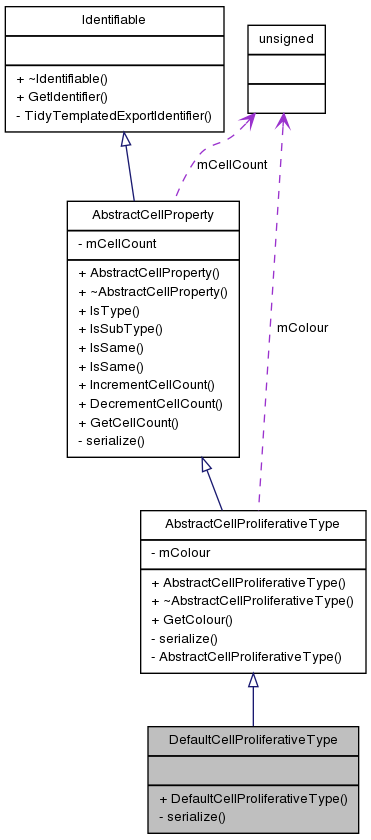 Identifiable
+ ~Identifiable()
+ GetIdentifier()
- TidyTemplatedExportIdentifier()
unsigned
mCellCount
AbstractCellProperty
- mCellCount
+ AbstractCellProperty()
+ ~AbstractCellProperty()
+ IsType()
+ IsSubType()
+ IsSame()
+ IsSame()
+ IncrementCellCount()
+ DecrementCellCount()
+ GetCellCount()
- serialize()
mColour
AbstractCellProliferativeType
- mColour
+ AbstractCellProliferativeType()
+ ~AbstractCellProliferativeType()
+ GetColour()
- serialize()
- AbstractCellProliferativeType()
DefaultCellProliferativeType
+ DefaultCellProliferativeType()
- serialize()